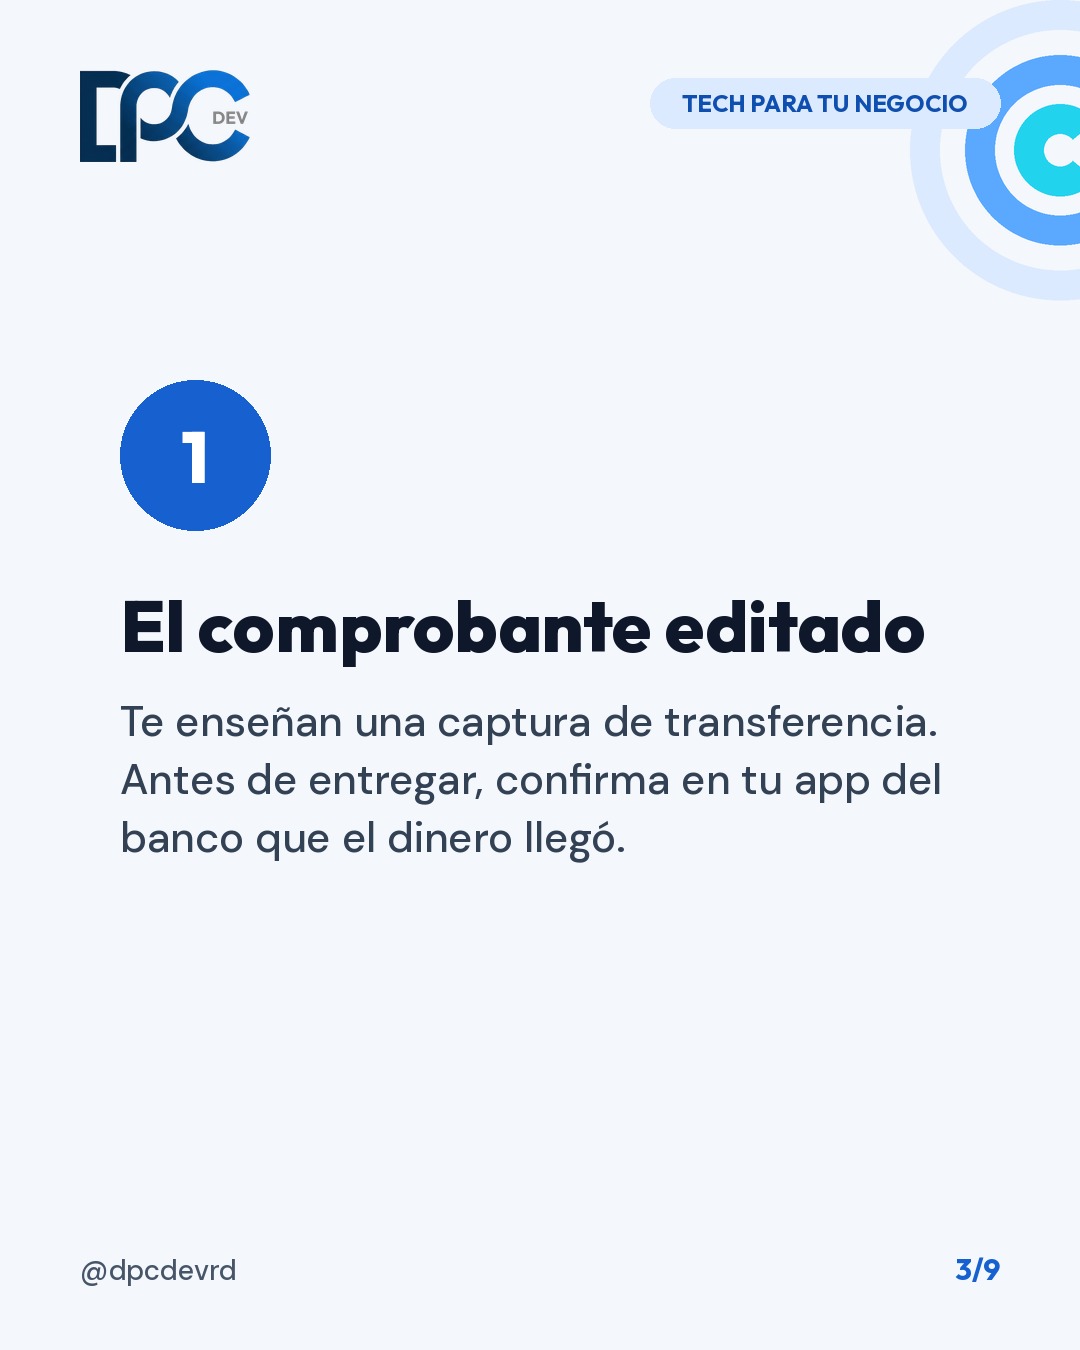 DPC
DEV
TECH PARA TU NEGOCIO
1
El comprobante editado
Te enseñan una captura de transferencia.
Antes de entregar, confirma en tu app del
banco que el dinero llegó.
@dpcdevrd
3/9